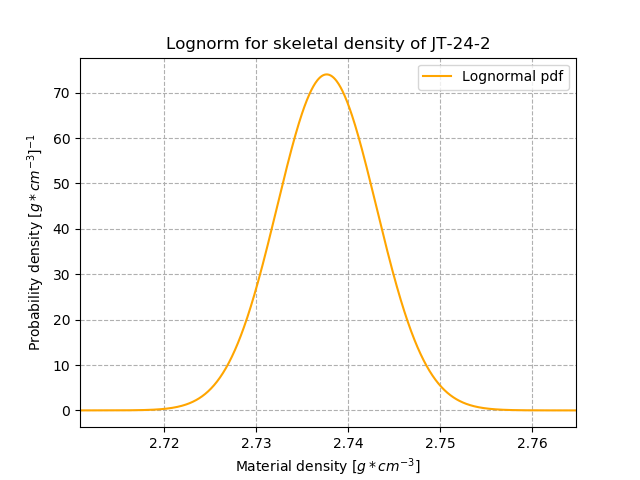 Lognorm for skeletal density of JT-24-2
Lognormal pdf
Probability density [g * cm⁻³]⁻¹
70
60
50
40
30
20
10
0
2.72 2.73 2.74 2.75 2.76
Material density [g * cm⁻³]